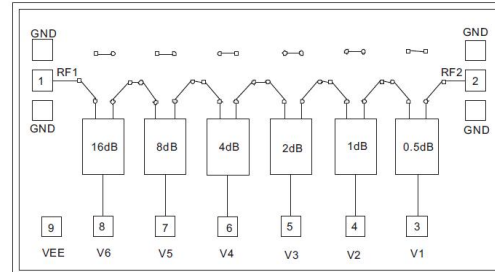 GND GND
1 RF1 RF2 2
GND GND
16dB 8dB 4dB 2dB 1dB 0.5dB
9 8 7 6 5 4 3
VEE V6 V5 V4 V3 V2 V1